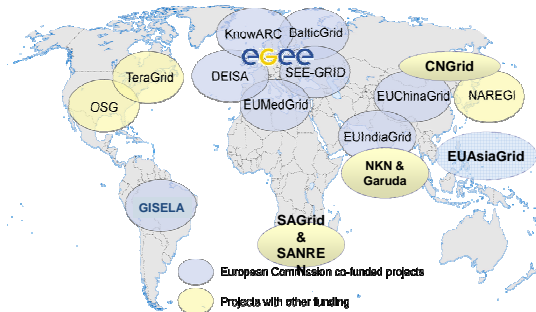 KnowARC
BalticGrid
egee
DEISA
SEE-GRID
CNGrid
TeraGrid
OSG
EUMedGrid
EUChinaGrid
NAREGI
EUIndiaGrid
EUAsiaGrid
NKN &
Garuda
GISELA
SAGrid
&
SANRE
N
European Commission co-funded projects
Projects with other funding